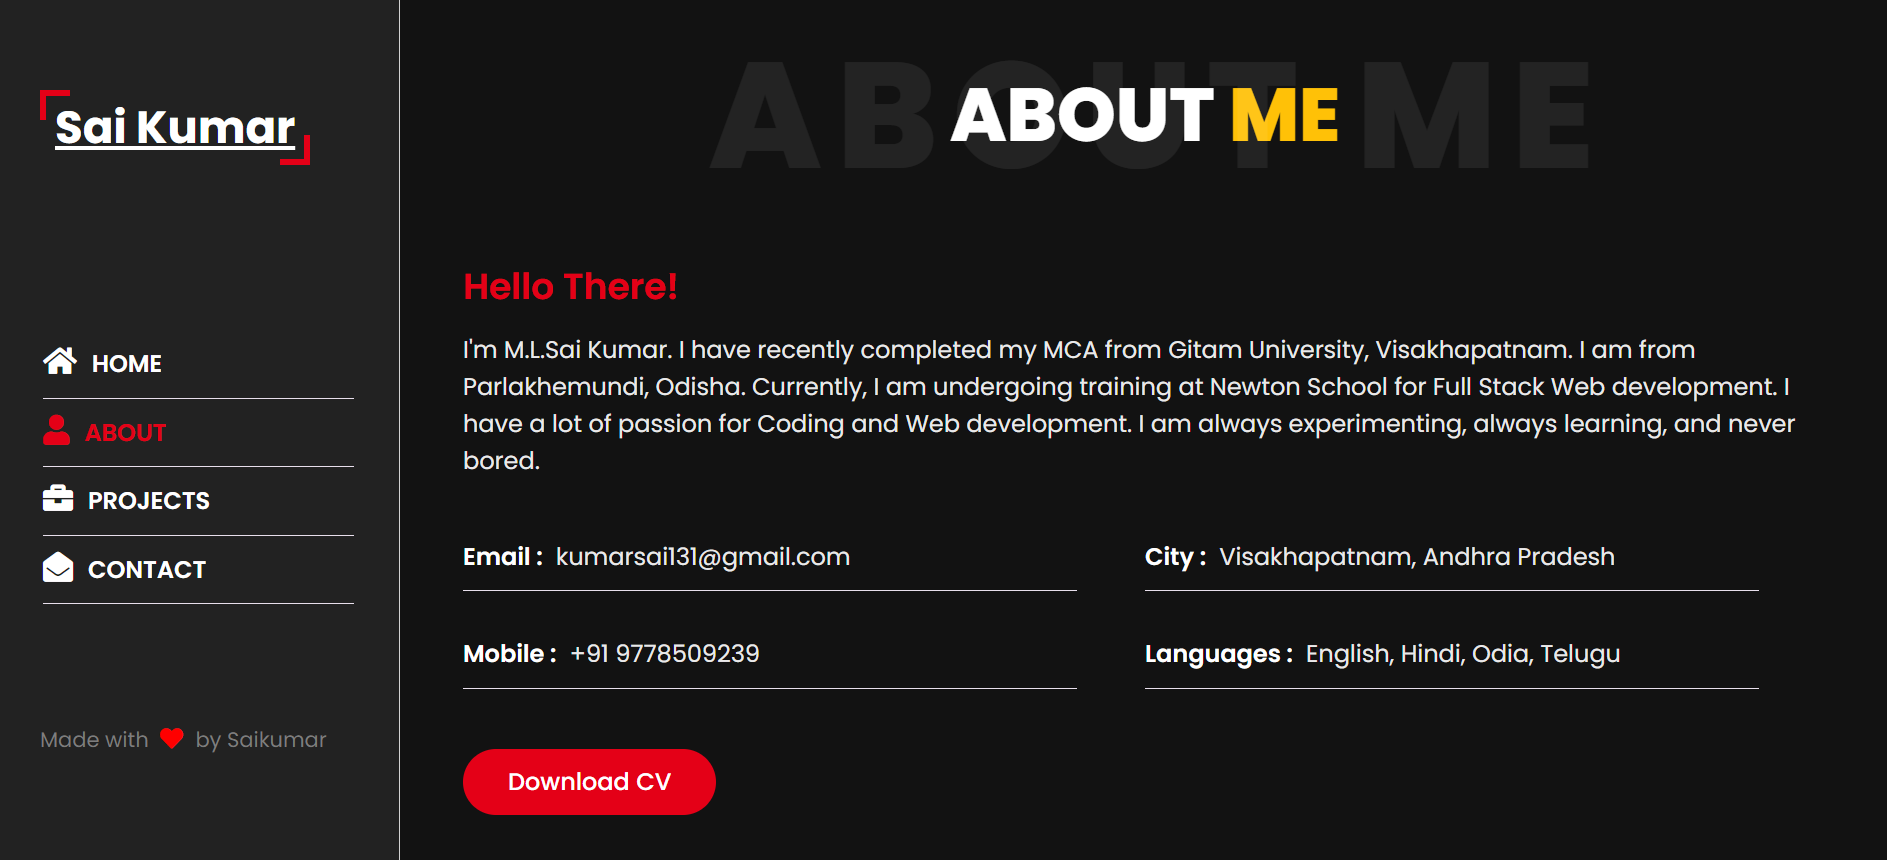 Sai Kumar
HOME
ABOUT
PROJECTS
CONTACT
Made with by Saikumar
ABOUT ME
ABOUT ME
Hello There!
I'm M.L.Sai Kumar. I have recently completed my MCA from Gitam University, Visakhapatnam. I am from
Parlakhemundi, Odisha. Currently, I am undergoing training at Newton School for Full Stack Web development. I
have a lot of passion for Coding and Web development. I am always experimenting, always learning, and never
bored.
Email : kumarsai131@gmail.com
City : Visakhapatnam, Andhra Pradesh
Mobile : +91 9778509239
Languages : English, Hindi, Odia, Telugu
Download CV